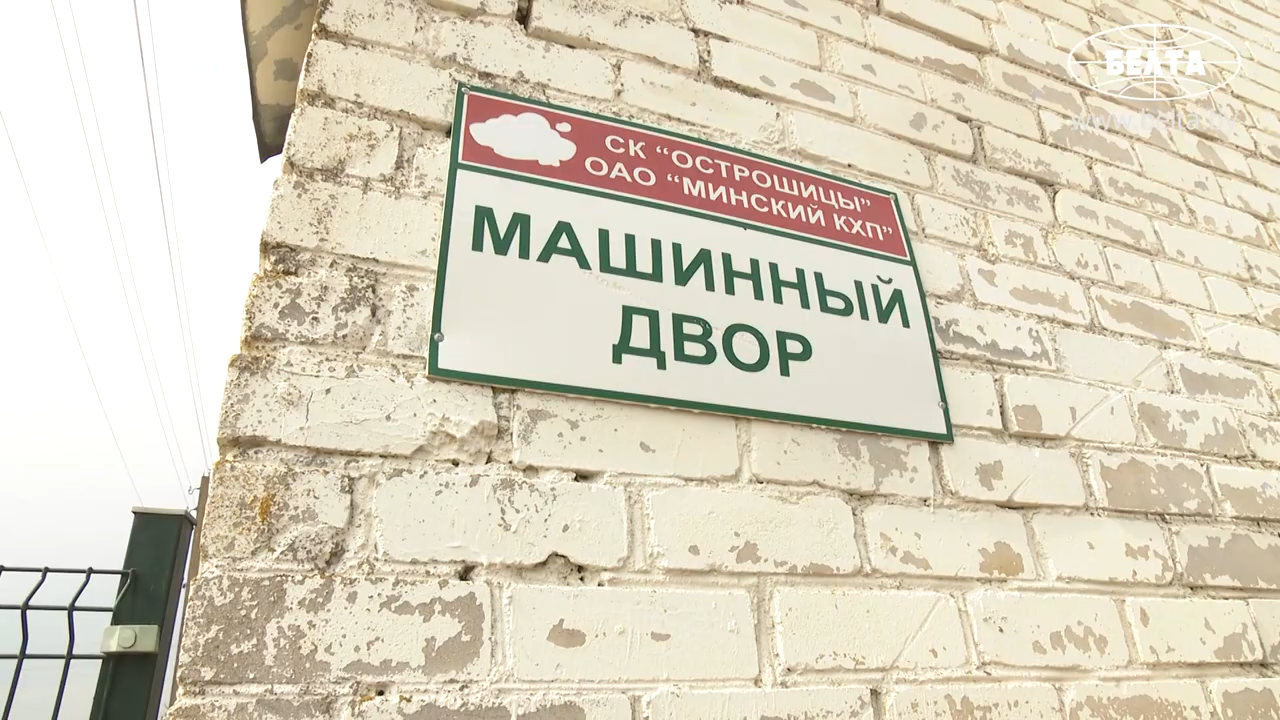 БЕЛТА
www.belta.by
СК “ОСТРОШИЦЫ”
ОАО “МИНСКИЙ КХП”
МАШИННЫЙ
ДВОР